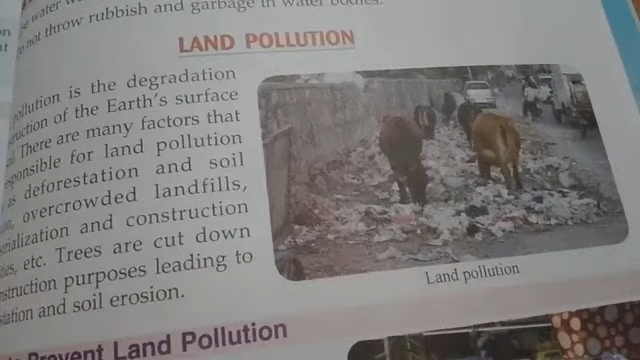 water
not throw rubbish and garbage in water bodies.
LAND POLLUTION
pollution is the degradation
of the Earth's surface
There are many factors that
for land pollution
deforestation and soil
overcrowded landfills,
and construction
etc. Trees are cut down
purposes leading to
and soil erosion.
Land pollution
Prevent Land Pollution